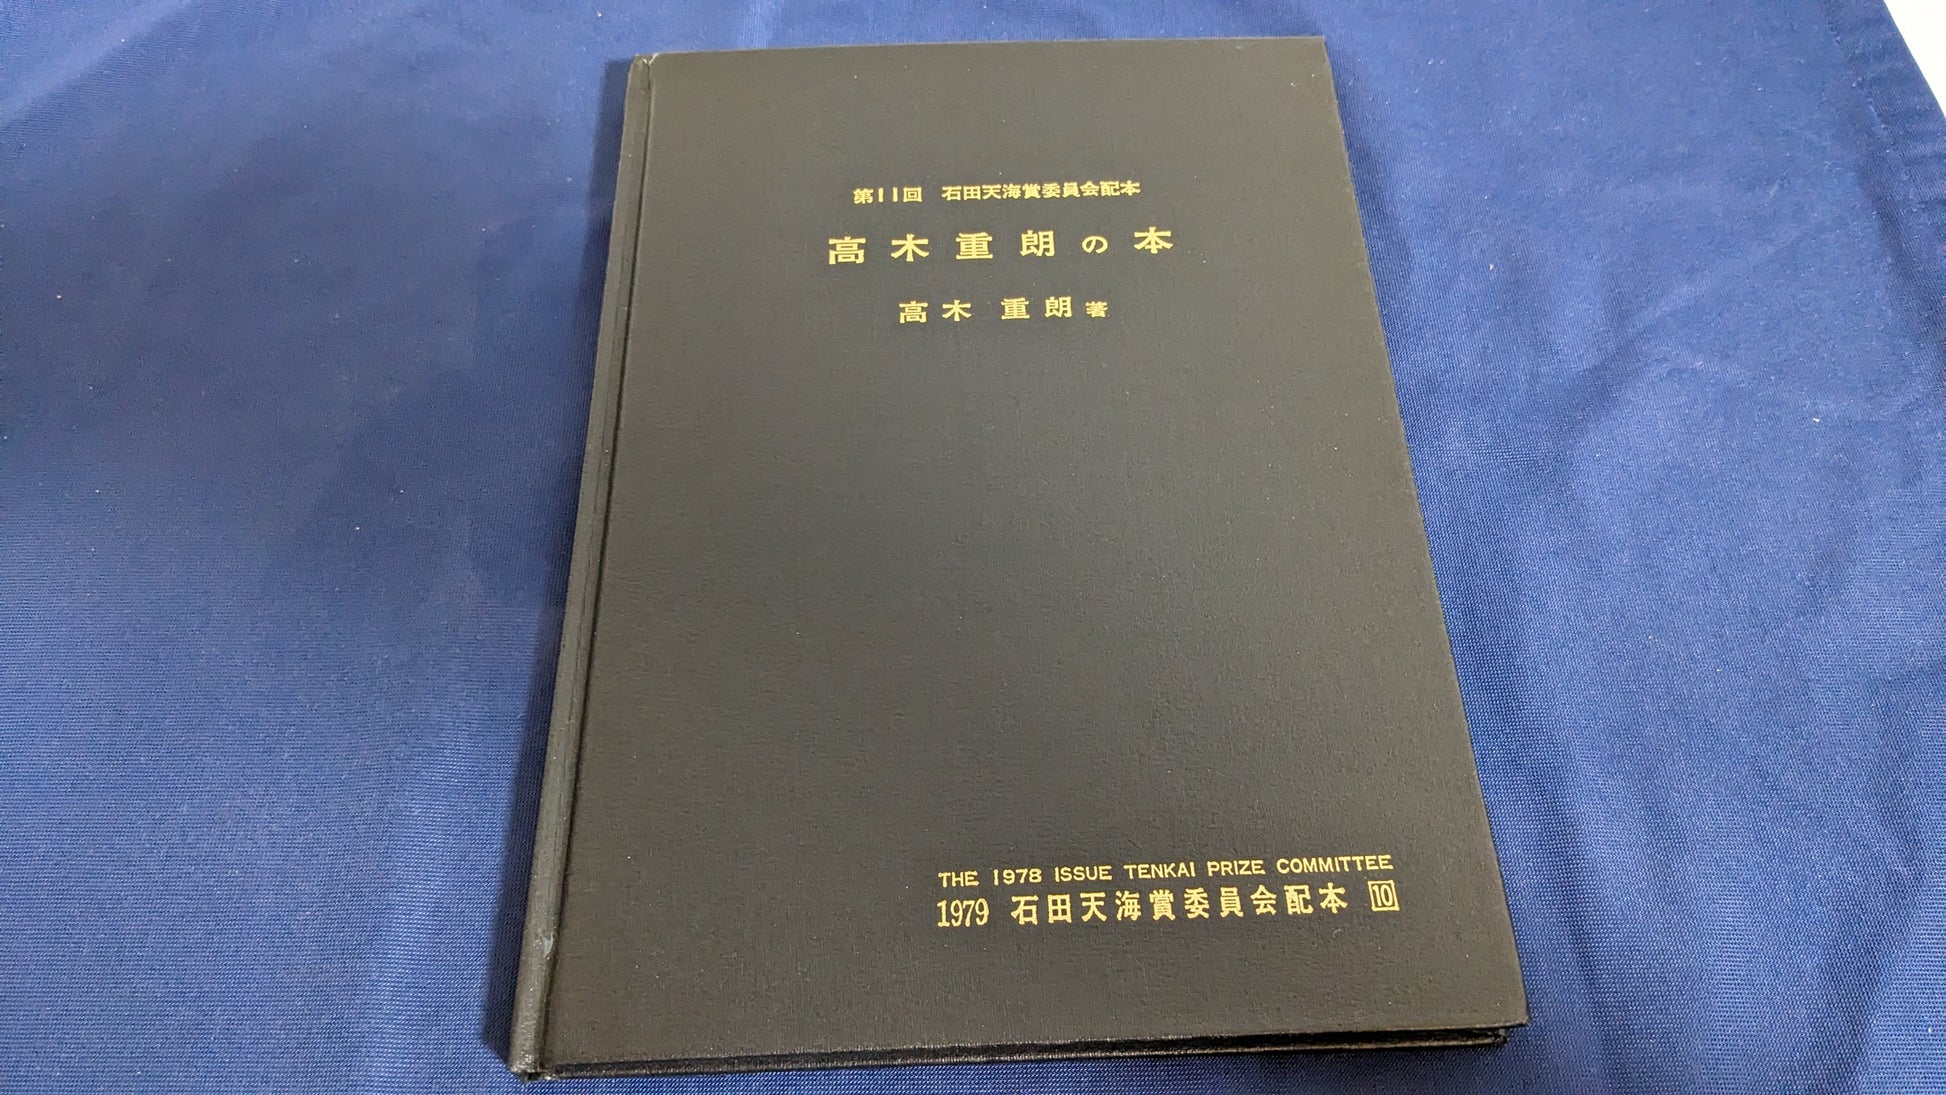 第11回 石田天海賞委員会配本
高木重朗の本
高木 重朗著
THE 1978 ISSUE TENKAI PRIZE COMMITTEE
1979 石田天海賞委員会配本 10